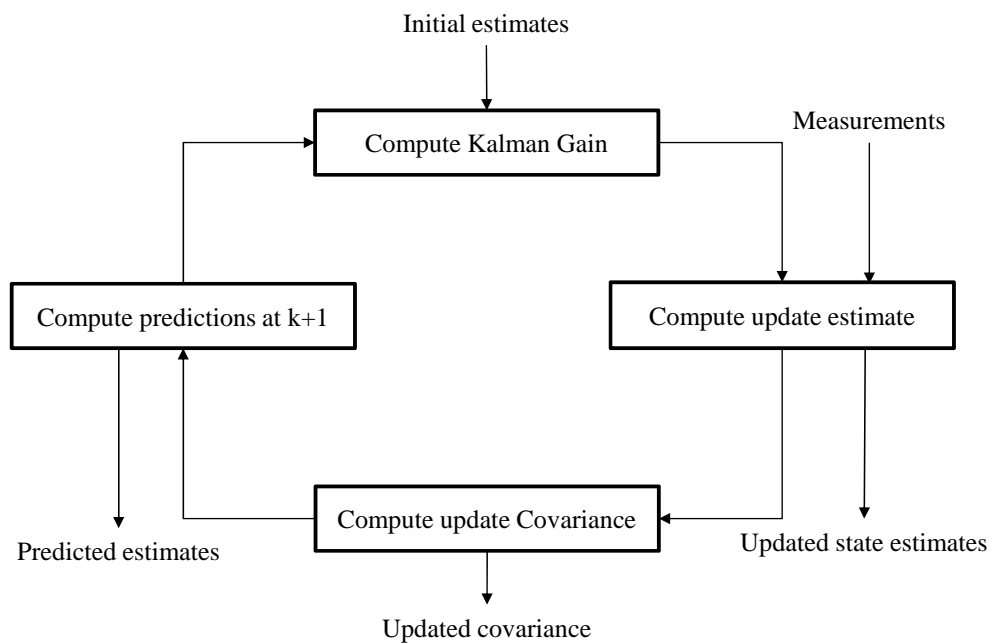 Initial estimates
Compute Kalman Gain
Measurements
Compute predictions at k+1
Compute update estimate
Compute update Covariance
Predicted estimates
Updated state estimates
Updated covariance